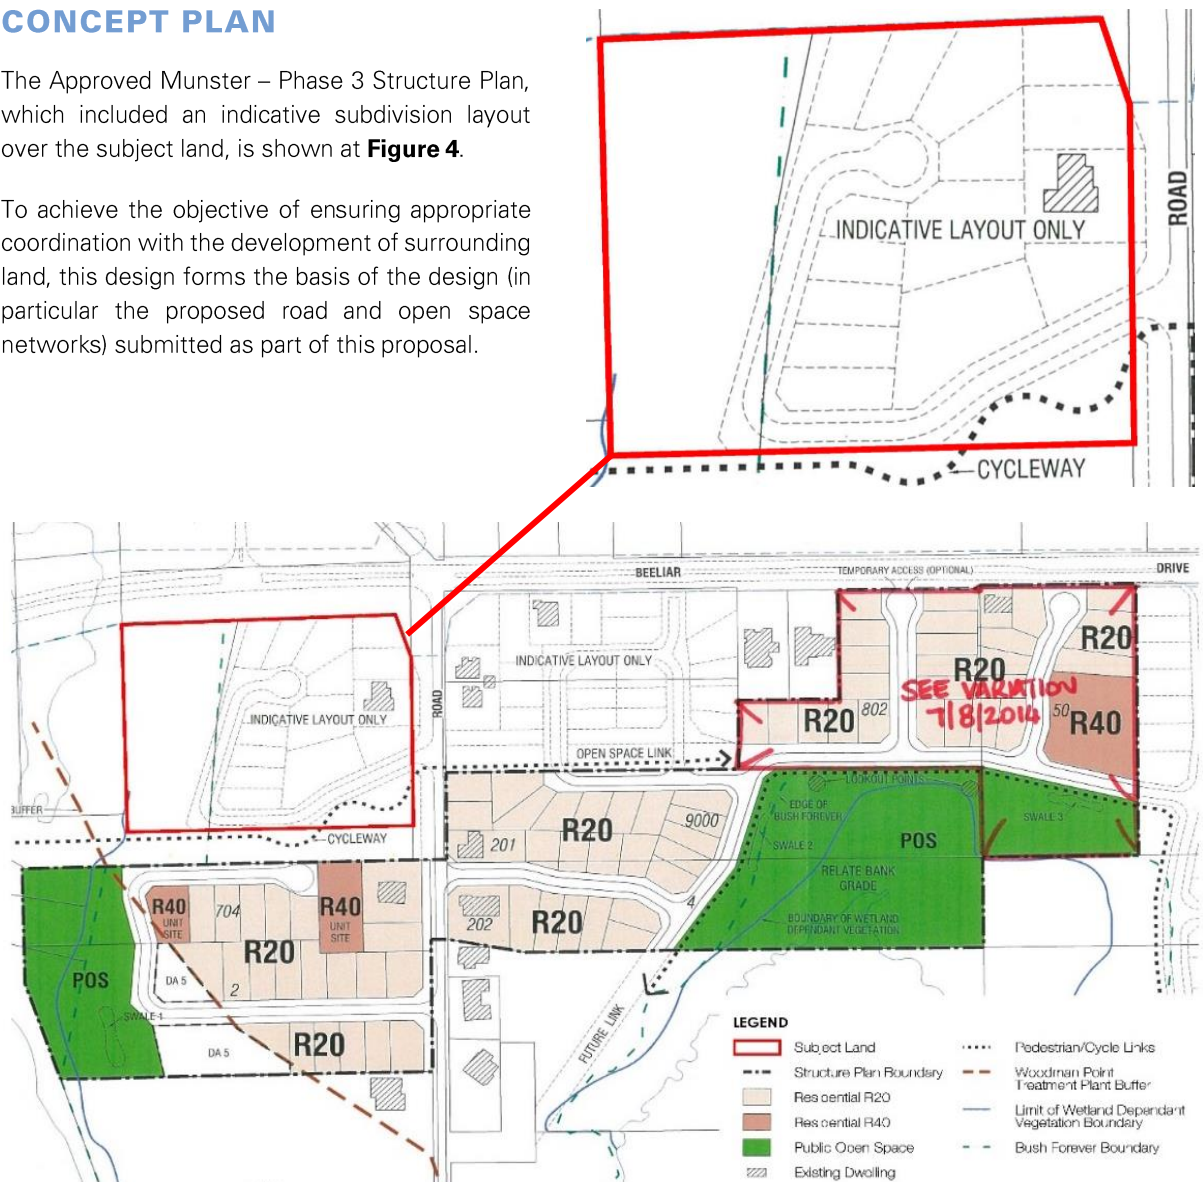 CONCEPT PLAN
The Approved Munster – Phase 3 Structure Plan,
which included an indicative subdivision layout
over the subject land, is shown at Figure 4.
To achieve the objective of ensuring appropriate
coordination with the development of surrounding
land, this design forms the basis of the design (in
particular the proposed road and open space
networks) submitted as part of this proposal.
INDICATIVE LAYOUT ONLY
ROAD
CYCLEWAY
BEELIAR
TEMPORARY ACCESS (OPTIONAL)
DRIVE
INDICATIVE LAYOUT ONLY
ROAD
INDICATIVE LAYOUT ONLY
OPEN SPACE LINK
R20
R20
SEE VARIATION
7/8/2014
R20
802
50
R40
BUFFER
CYCLEWAY
LOOKOUT POINTS
EDGE OF
BUSH FOREVER
SWALE 2
SWALE 3
POS
RELATE BANK
GRADE
BOUNDARY OF WETLAND
DEPENDANT VEGETATION
R20
9000
201
R20
202
4
R40
UNIT
SITE
704
R40
UNIT
SITE
R20
POS
DA 5
2
SWALE 1
DA 5
R20
FUTURE LINK
LEGEND
Subject Land
Structure Plan Boundary
Residential R20
Residential R40
Public Open Space
Existing Dwelling
Pedestrian/Cycle Links
Woodman Point
Treatment Plant Buffer
Limit of Wetland Dependant
Vegetation Boundary
Bush Forever Boundary